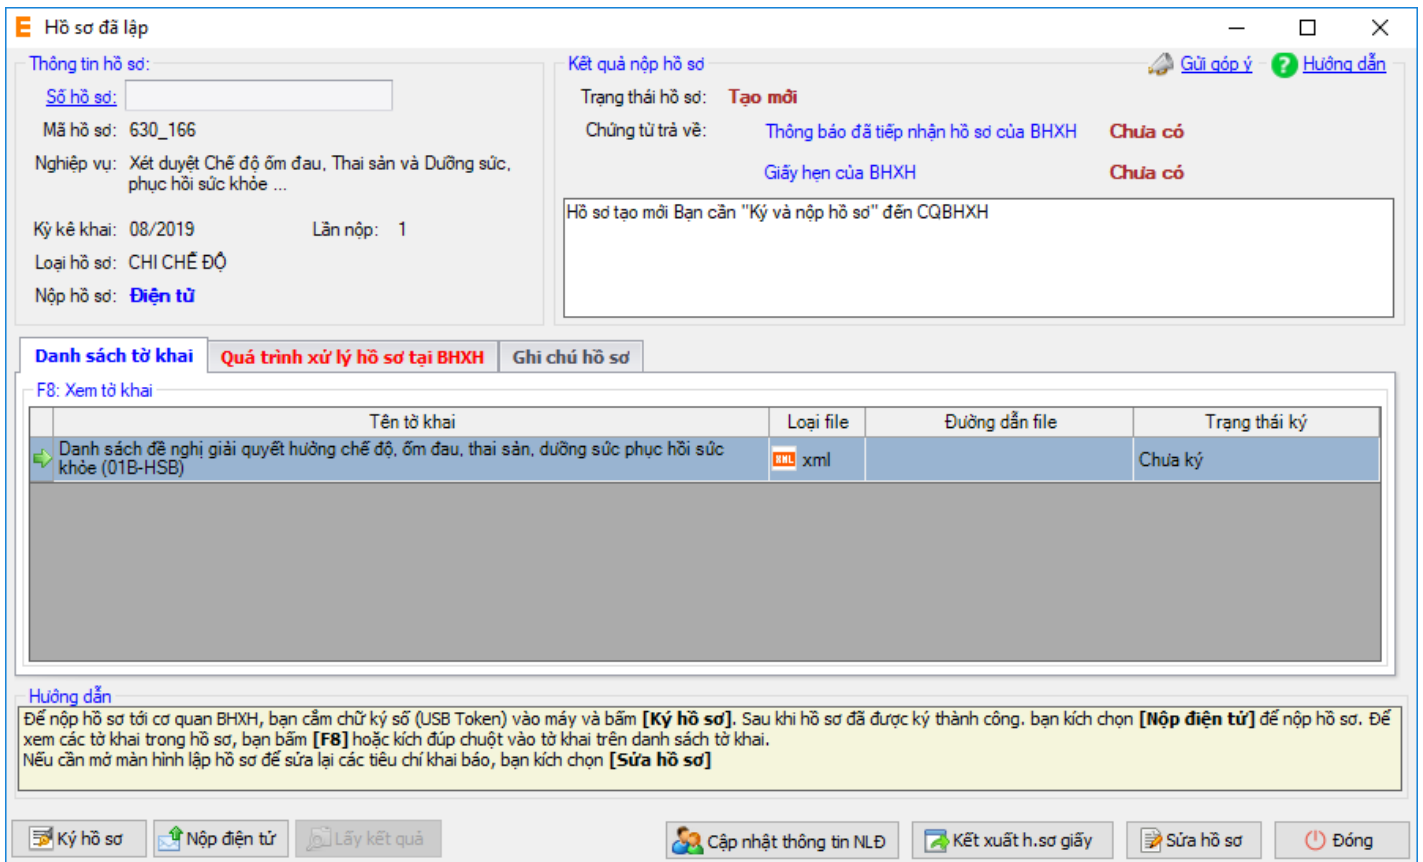 E Hồ sơ đã lập
Thông tin hồ sơ:
Số hồ sơ:
Mã hồ sơ: 630_166
Nghiệp vụ: Xét duyệt Chế độ ốm đau, Thai sản và Dưỡng sức,
phục hồi sức khỏe ...
Kỳ kê khai: 08/2019 Lần nộp: 1
Loại hồ sơ: CHI CHẾ ĐỘ
Nộp hồ sơ: Điện tử
Kết quả nộp hồ sơ Gửi góp ý ? Hướng dẫn
Trạng thái hồ sơ: Tạo mới
Chứng từ trả về: Thông báo đã tiếp nhận hồ sơ của BHXH Chưa có
Giấy hẹn của BHXH Chưa có
Hồ sơ tạo mới Bạn cần "Ký và nộp hồ sơ" đến CQBHXH
Danh sách tờ khai Quá trình xử lý hồ sơ tại BHXH Ghi chú hồ sơ
F8: Xem tờ khai
Tên tờ khai Loại file Đường dẫn file Trạng thái ký
Danh sách đề nghị giải quyết hưởng chế độ, ốm đau, thai sản, dưỡng sức phục hồi sức
khỏe (01B-HSB) XML xml Chưa ký
Hướng dẫn
Để nộp hồ sơ tới cơ quan BHXH, bạn cắm chữ ký số (USB Token) vào máy và bấm [Ký hồ sơ]. Sau khi hồ sơ đã được ký thành công. bạn kích chọn [Nộp điện tử] để nộp hồ sơ. Để
xem các tờ khai trong hồ sơ, bạn bấm [F8] hoặc kích đúp chuột vào tờ khai trên danh sách tờ khai.
Nếu cần mở màn hình lập hồ sơ để sửa lại các tiêu chí khai báo, bạn kích chọn [Sửa hồ sơ]
Ký hồ sơ Nộp điện tử Lấy kết quả Cập nhật thông tin NLĐ Kết xuất h.sơ giấy Sửa hồ sơ Đóng